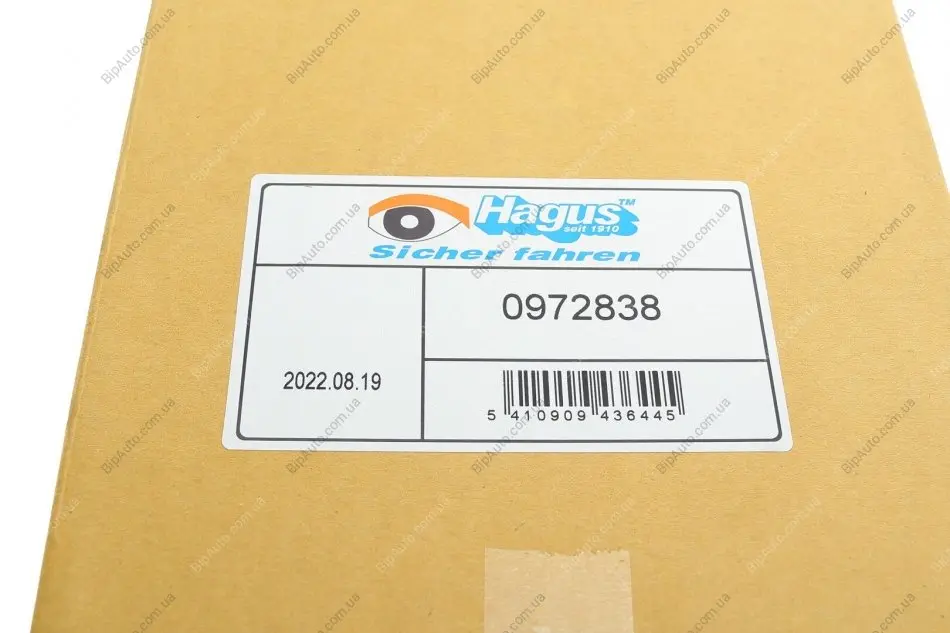 Hagus™
seit 1910
Sicher fahren
0972838
2022.08.19
5 410909 436445
BipAuto.com.ua